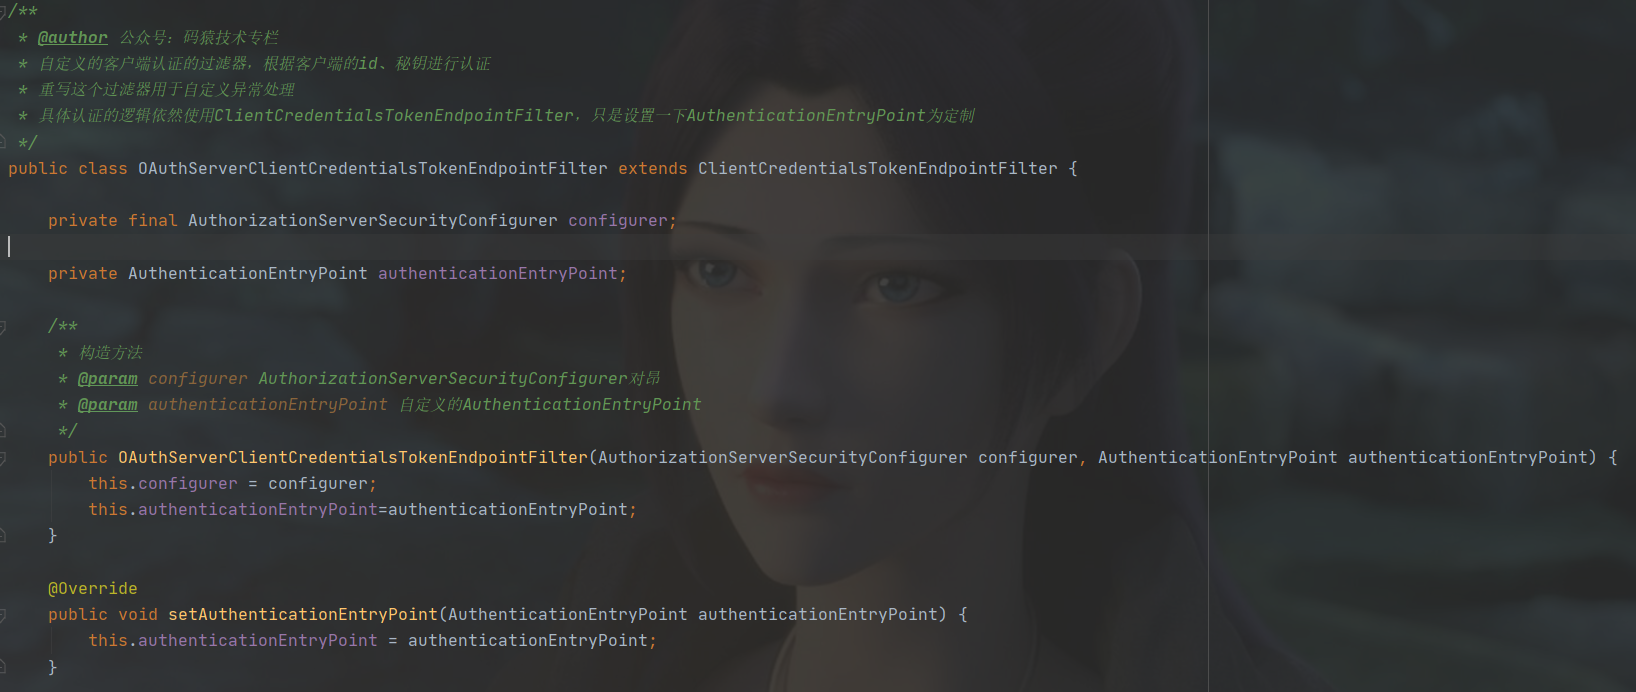 /**
 * @author 公众号：码猿技术专栏
 * 自定义的客户端认证的过滤器，根据客户端的id、秘钥进行认证
 * 重写这个过滤器用于自定义异常处理
 * 具体认证的逻辑依然使用ClientCredentialsTokenEndpointFilter，只是设置一下AuthenticationEntryPoint为定制
 */
public class OAuthServerClientCredentialsTokenEndpointFilter extends ClientCredentialsTokenEndpointFilter {
private final AuthorizationServerSecurityConfigurer configurer;
private AuthenticationEntryPoint authenticationEntryPoint;
/**
 * 构造方法
 * @param configurer AuthorizationServerSecurityConfigurer对昂
 * @param authenticationEntryPoint 自定义的AuthenticationEntryPoint
 */
public OAuthServerClientCredentialsTokenEndpointFilter(AuthorizationServerSecurityConfigurer configurer, AuthenticationEntryPoint authenticationEntryPoint) {
this.configurer = configurer;
this.authenticationEntryPoint=authenticationEntryPoint;
}
@Override
public void setAuthenticationEntryPoint(AuthenticationEntryPoint authenticationEntryPoint) {
this.authenticationEntryPoint = authenticationEntryPoint;
}